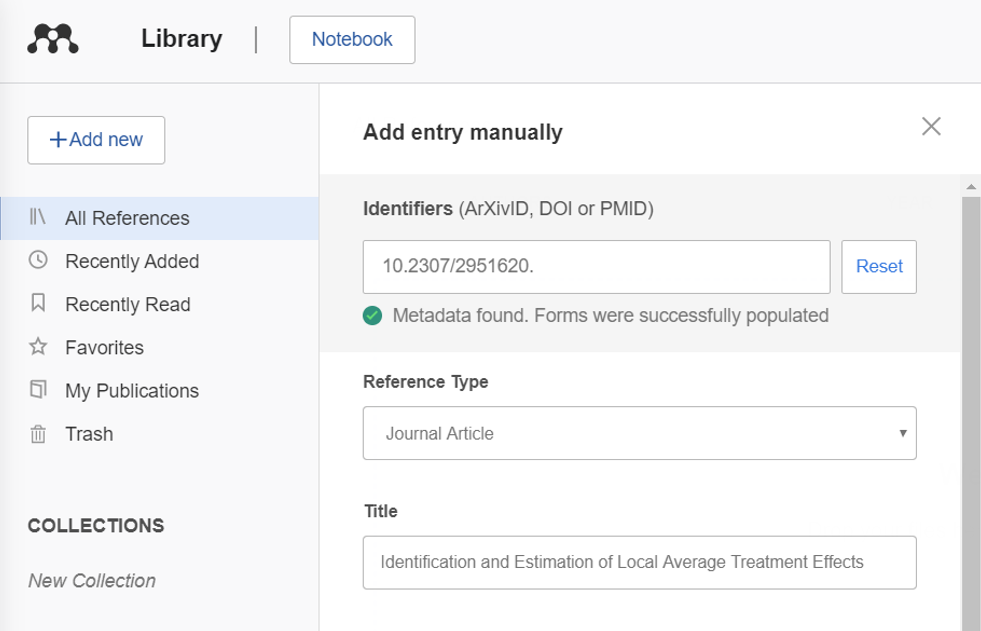 Library
Notebook
+Add new
All References
Recently Added
Recently Read
Favorites
My Publications
Trash
COLLECTIONS
New Collection
Add entry manually
Identifiers (ArXivID, DOI or PMID)
10.2307/2951620.
Reset
Metadata found. Forms were successfully populated
Reference Type
Journal Article
Title
Identification and Estimation of Local Average Treatment Effects